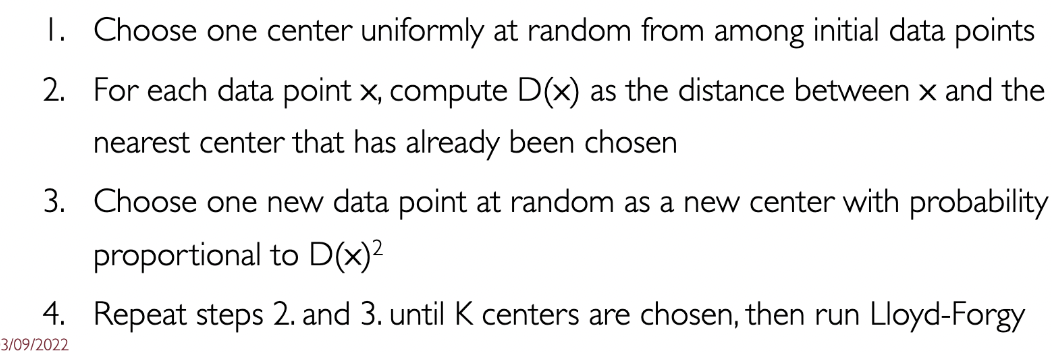 1. Choose one center uniformly at random from among initial data points
2. For each data point x, compute D(x) as the distance between x and the
nearest center that has already been chosen
3. Choose one new data point at random as a new center with probability
proportional to D(x)²
4. Repeat steps 2. and 3. until K centers are chosen, then run Lloyd-Forgy
3/09/2022